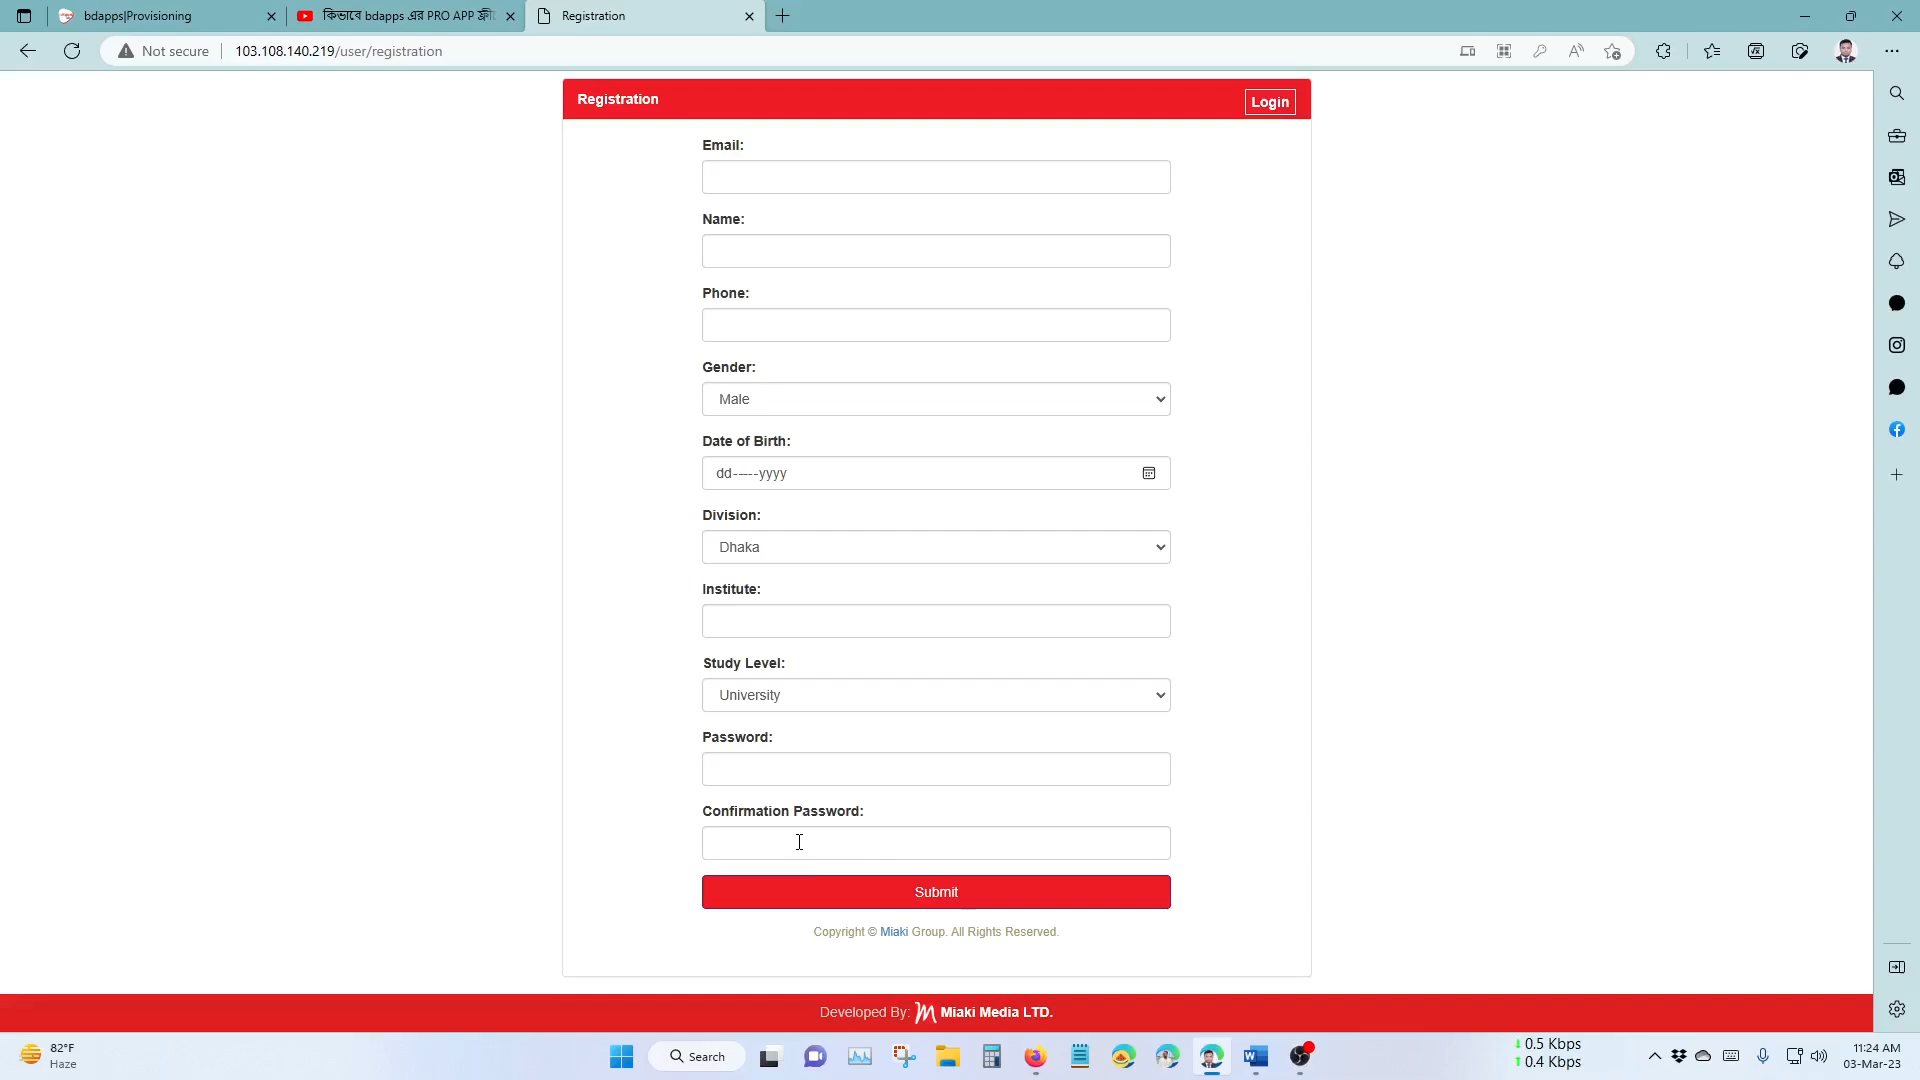 bdapps|Provisioning
কিভাবে bdapps এর PRO APP ফ্রী
Registration
Not secure
103.108.140.219/user/registration
Registration
Login
Email:
Name:
Phone:
Gender:
Male
Date of Birth:
dd-----yyyy
Division:
Dhaka
Institute:
Study Level:
University
Password:
Confirmation Password:
Submit
Copyright © Miaki Group. All Rights Reserved.
Developed By: Miaki Media LTD.
82°F
Haze
Search
0.5 Kbps
0.4 Kbps
11:24 AM
03-Mar-23